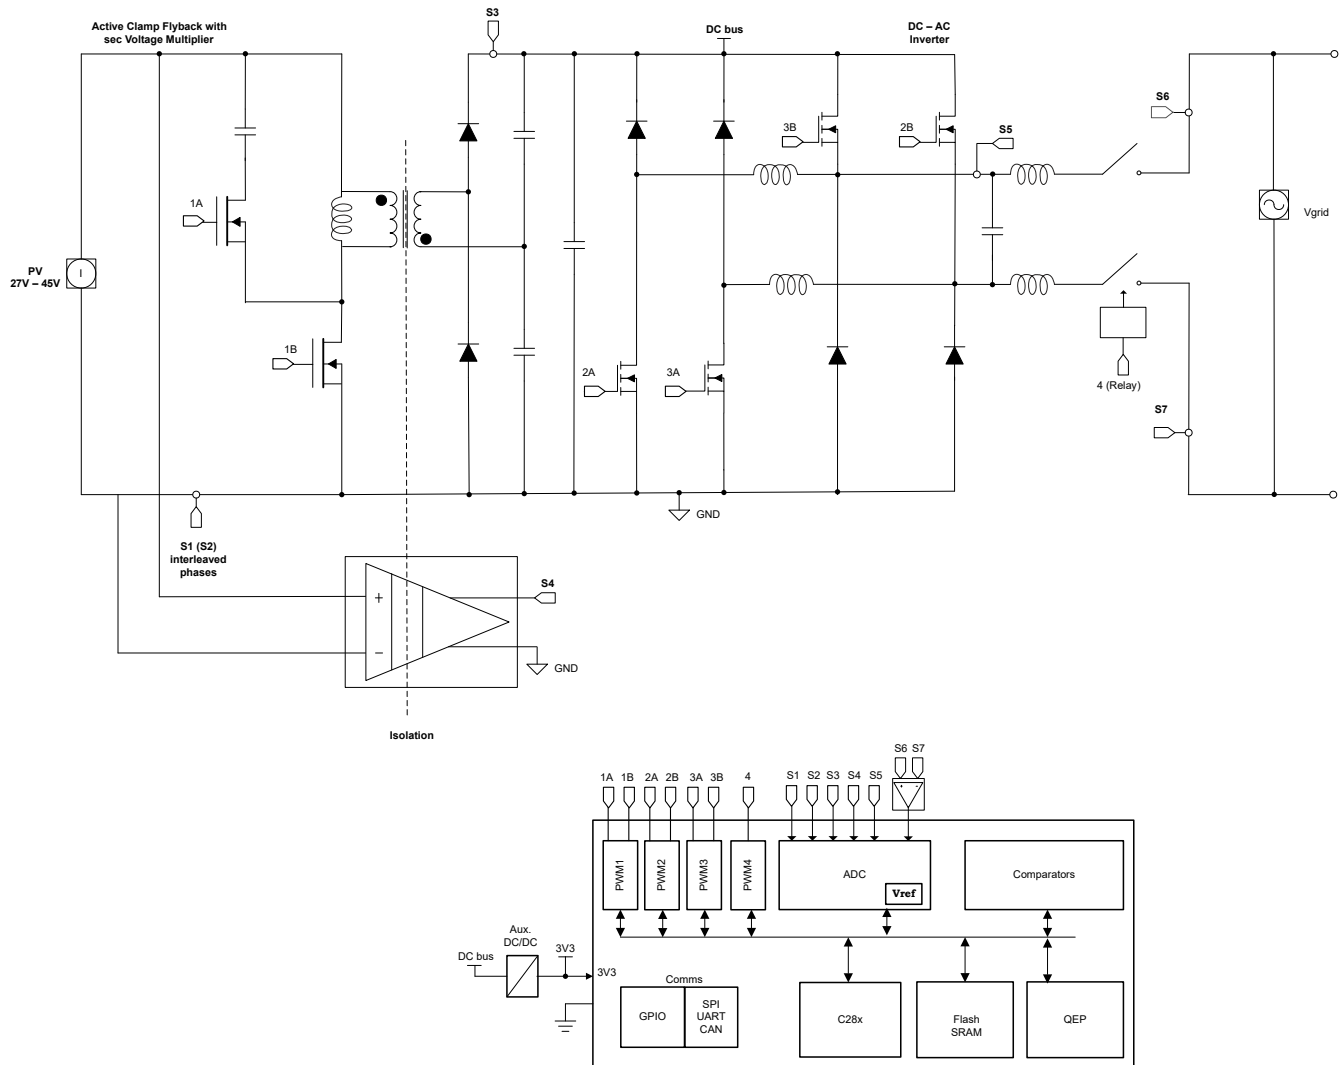 Active Clamp Flyback with
sec Voltage Multiplier
S3
DC bus
DC – AC
Inverter
S6
3B
2B
S5
1A
Vgrid
PV
27V – 45V
I
1B
2A
3A
4 (Relay)
S7
GND
S1 (S2)
interleaved
phases
S4
+
–
GND
Isolation
S6 S7
1A 1B 2A 2B 3A 3B 4 S1 S2 S3 S4 S5
PWM1
PWM2
PWM3
PWM4
ADC
Vref
Comparators
Aux.
DC/DC
DC bus
3V3
3V3
Comms
GPIO
SPI
UART
CAN
C28x
Flash
SRAM
QEP